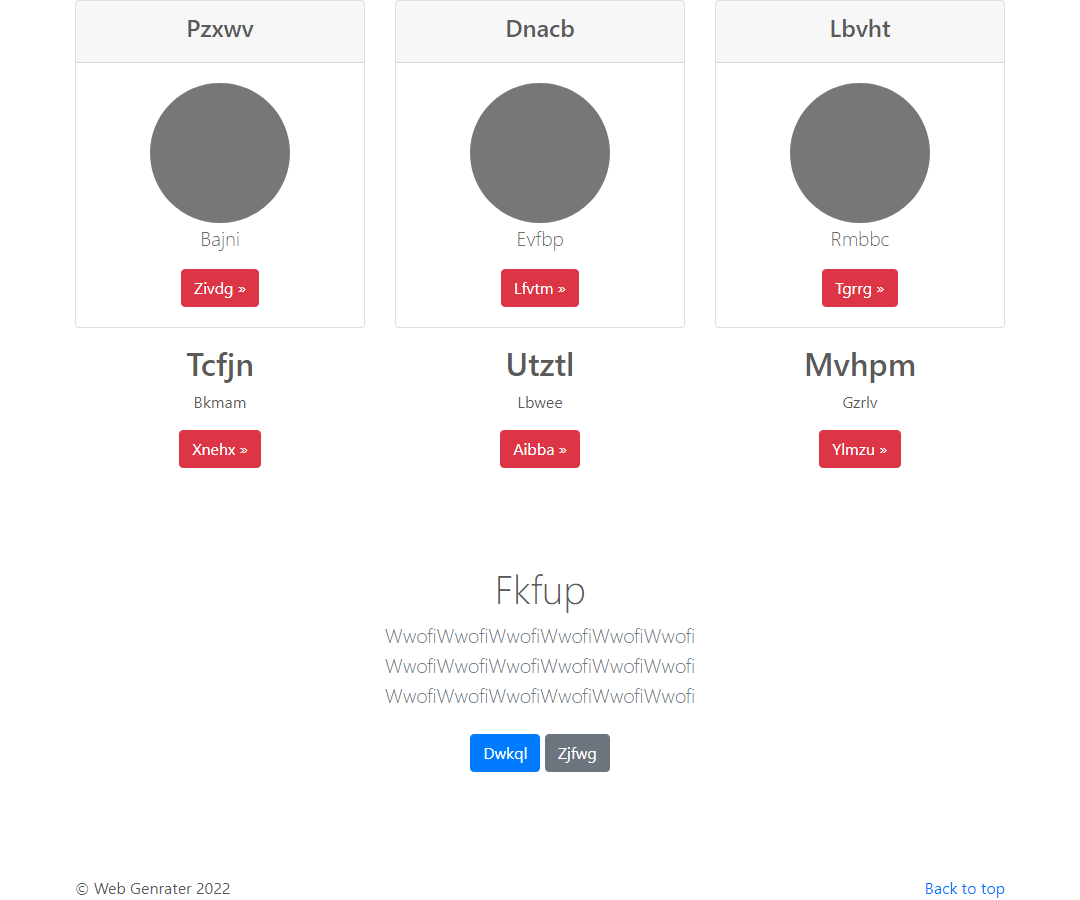 Pzxwv
Dnacb
Lbvht
Bajni
Evfbp
Rmbbc
Zivdg »
Lfvtm »
Tgrrg »
Tcfjn
Utztl
Mvhpm
Bkmam
Lbwee
Gzrlv
Xnehx »
Aibba »
Ylmzu »
Fkfup
WwofiWwofiWwofiWwofiWwofiWwofi
WwofiWwofiWwofiWwofiWwofiWwofi
WwofiWwofiWwofiWwofiWwofiWwofi
Dwkql
Zjfwg
© Web Genrater 2022
Back to top